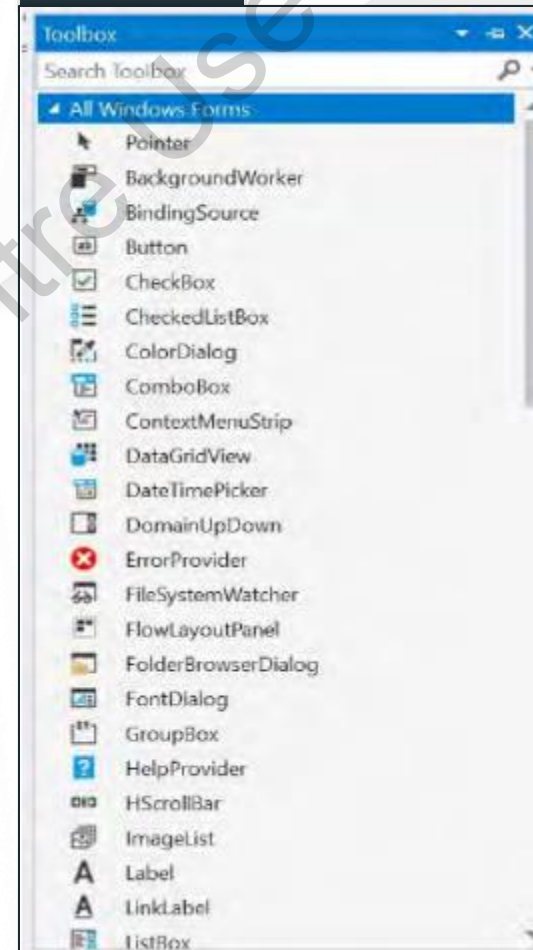 Toolbox
Search Toolbox
All Windows Forms
Pointer
BackgroundWorker
BindingSource
Button
CheckBox
CheckedListBox
ColorDialog
ComboBox
ContextMenuStrip
DataGridView
DateTimePicker
DomainUpDown
ErrorProvider
FileSystemWatcher
FlowLayoutPanel
FolderBrowserDialog
FontDialog
GroupBox
HelpProvider
HScrollBar
ImageList
Label
LinkLabel
ListBox